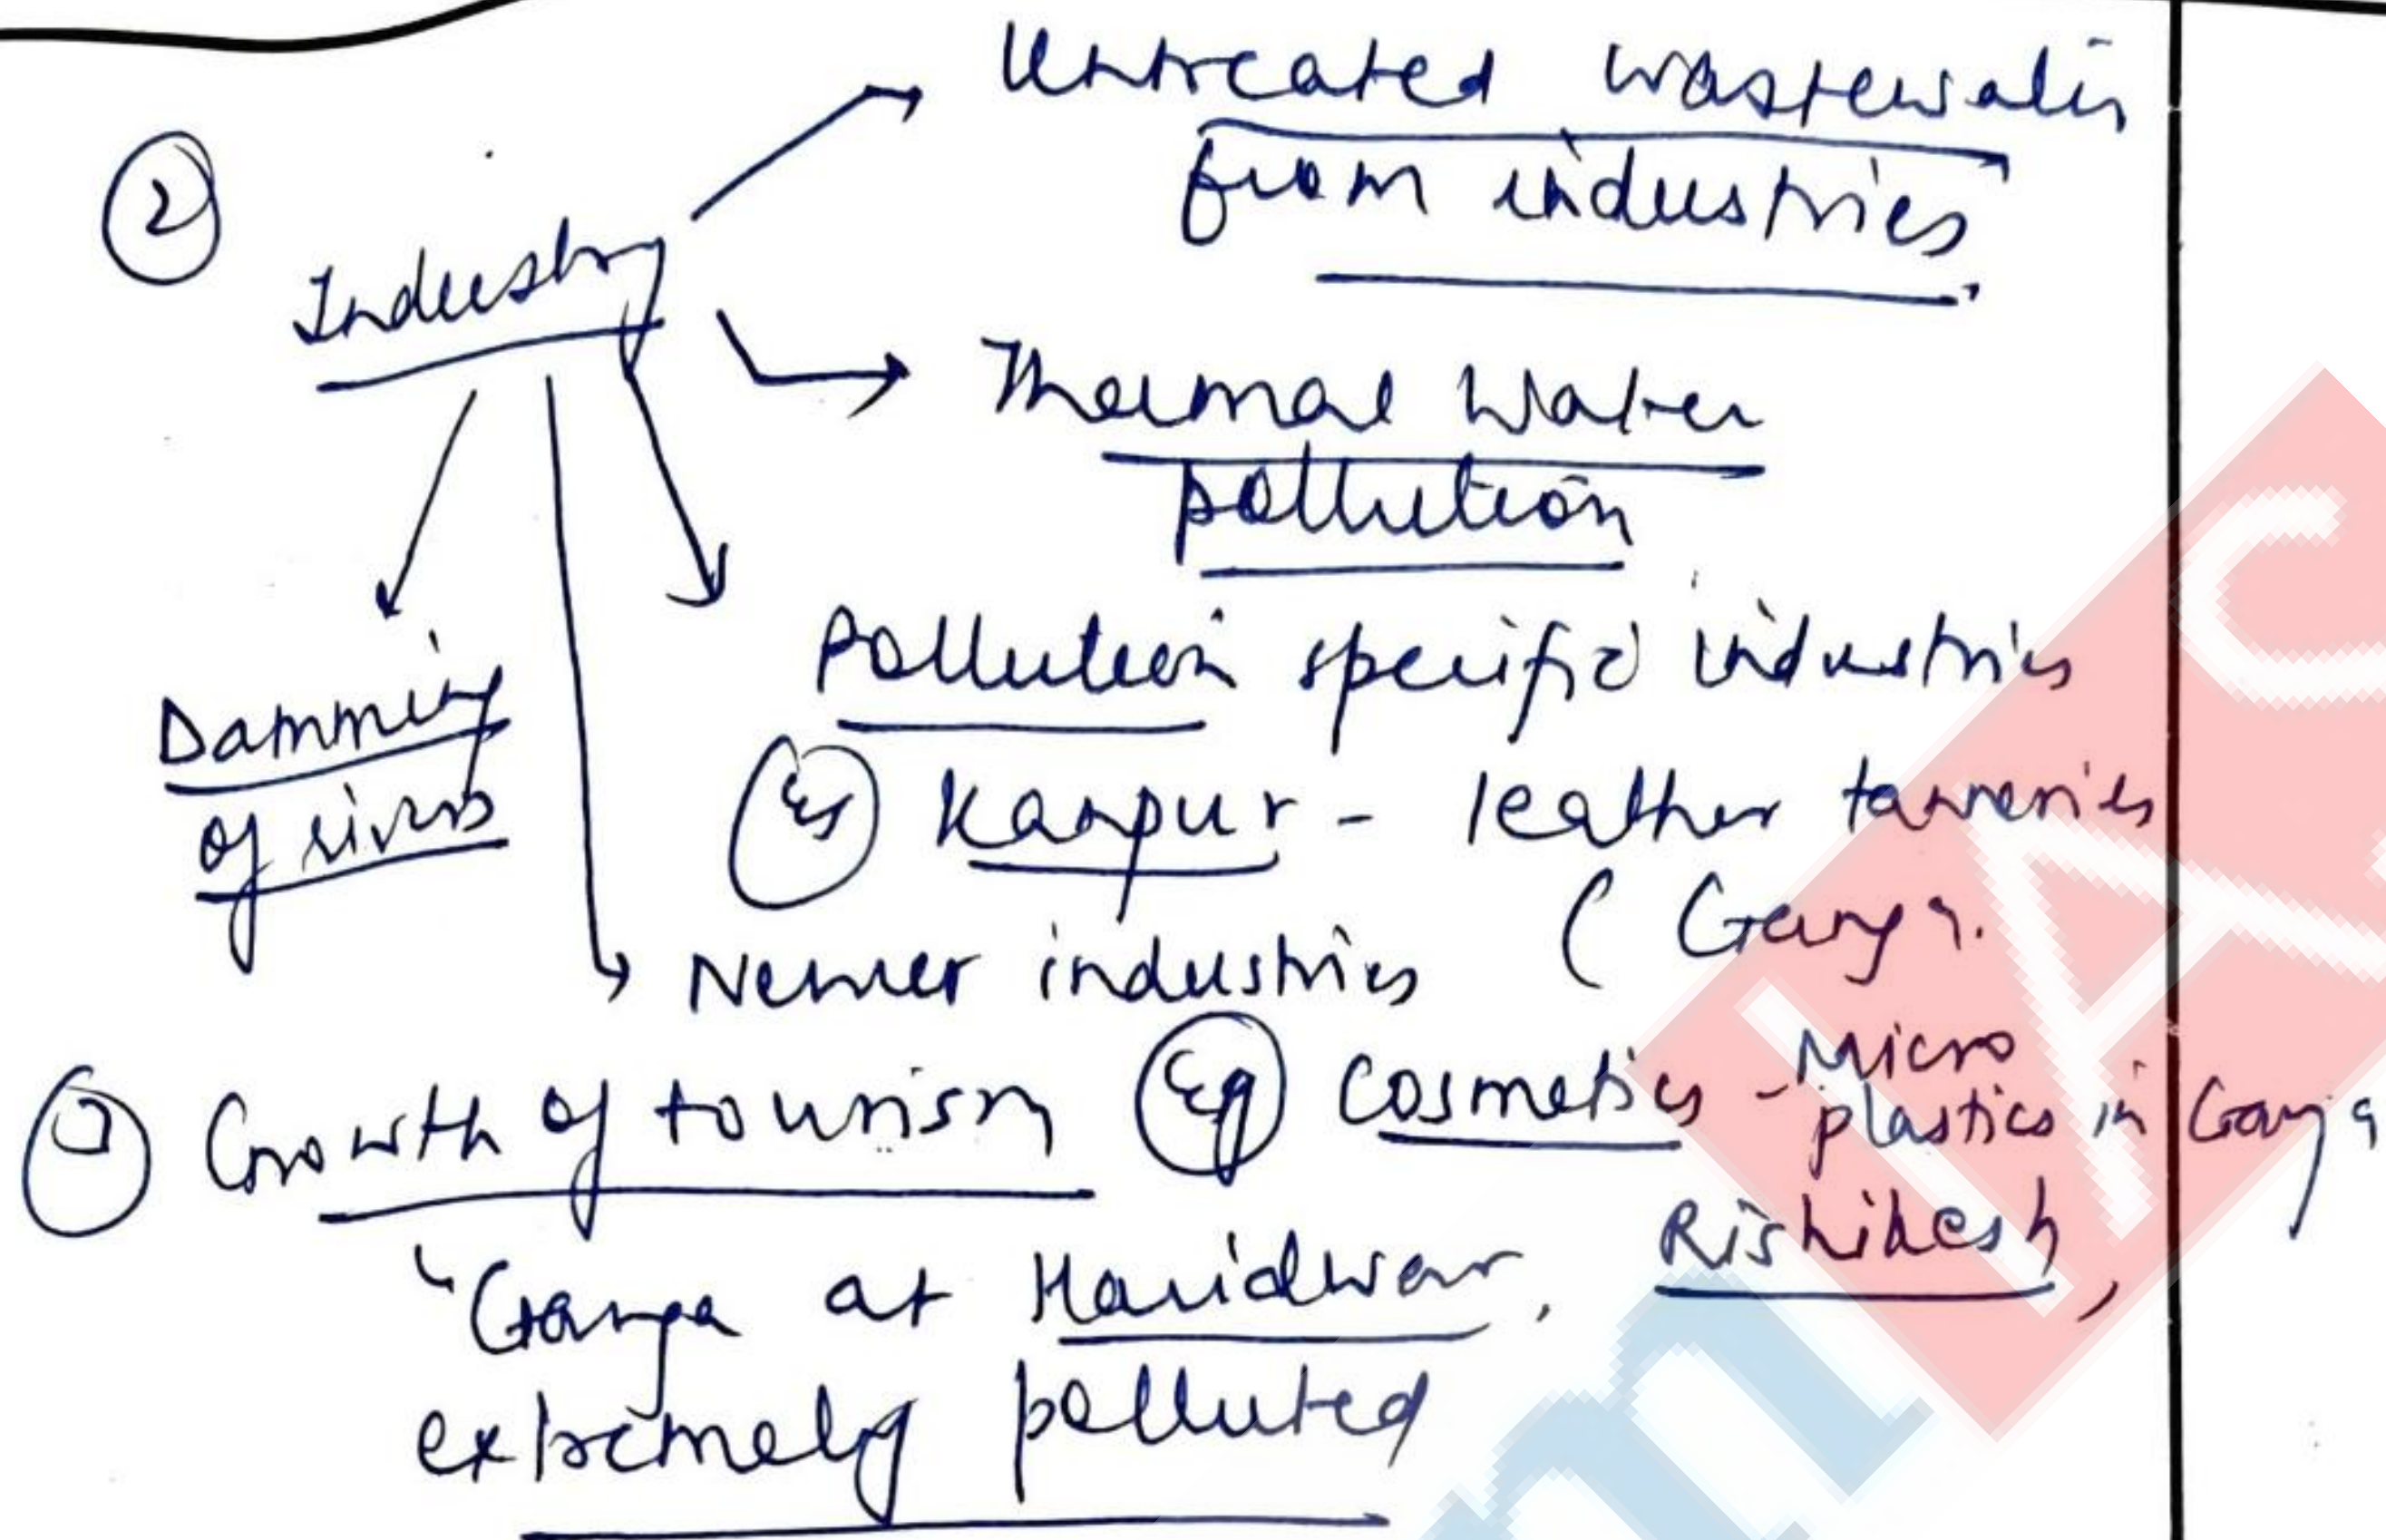 ②
Industry
Untreated wastewater
from industries
Thermal Water
pollution
Pollution specific industries
Eg Kanpur - leather tanneries
(Ganga.
Damming
of rivers
Newer industries
Eg Cosmetics - Micro
plastics in Ganga
③ Growth of tourism
Ganga at Haridwar, Rishikesh,
extremely polluted
IAS